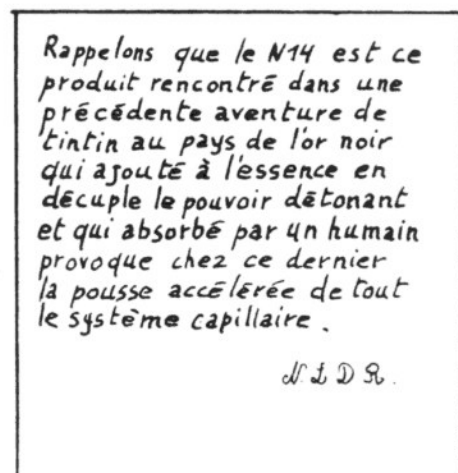 Rappelons que le N14 est ce
produit rencontré dans une
précédente aventure de
tintin au pays de l'or noir
qui ajouté à l'essence en
décuple le pouvoir détonant
et qui absorbé par un humain
provoque chez ce dernier
la pousse accélérée de tout
le système capillaire.
N.L D R.